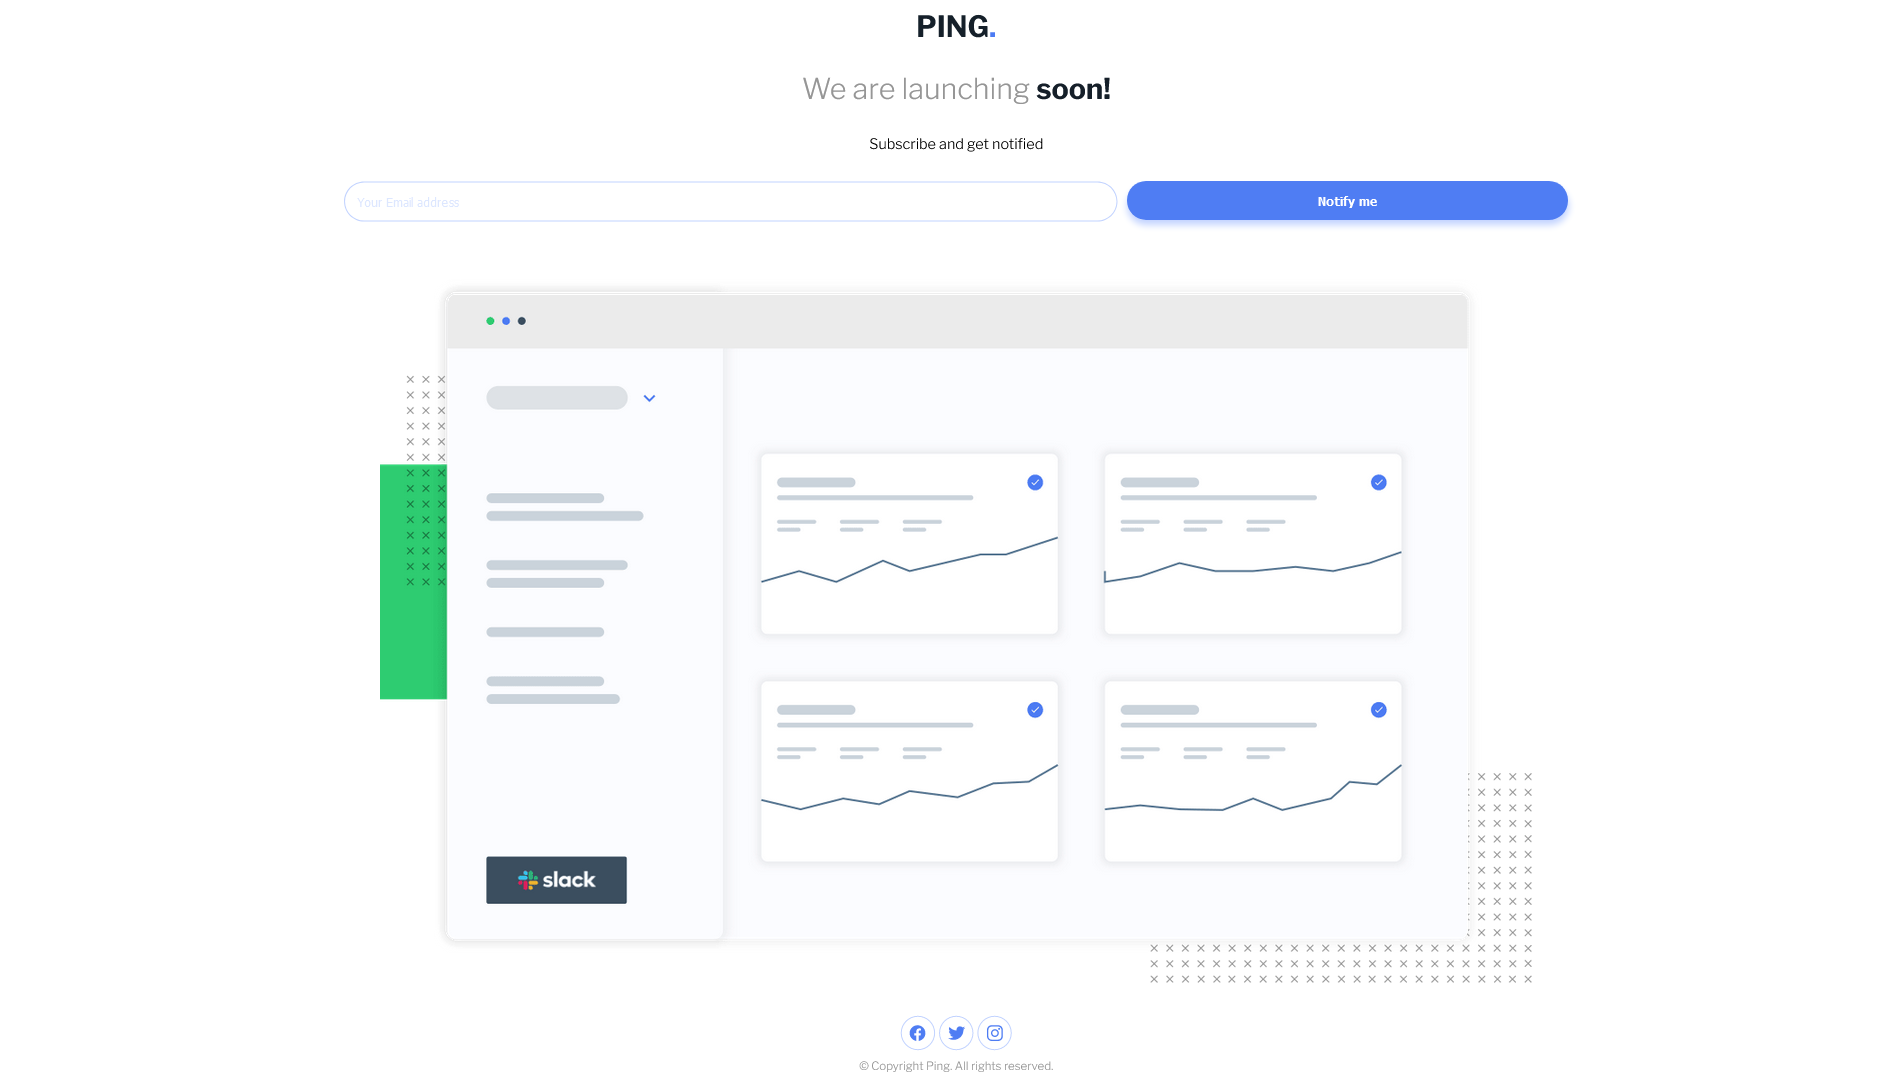 PING.
We are launching soon!
Subscribe and get notified
Your Email address
Notify me
slack
© Copyright Ping. All rights reserved.